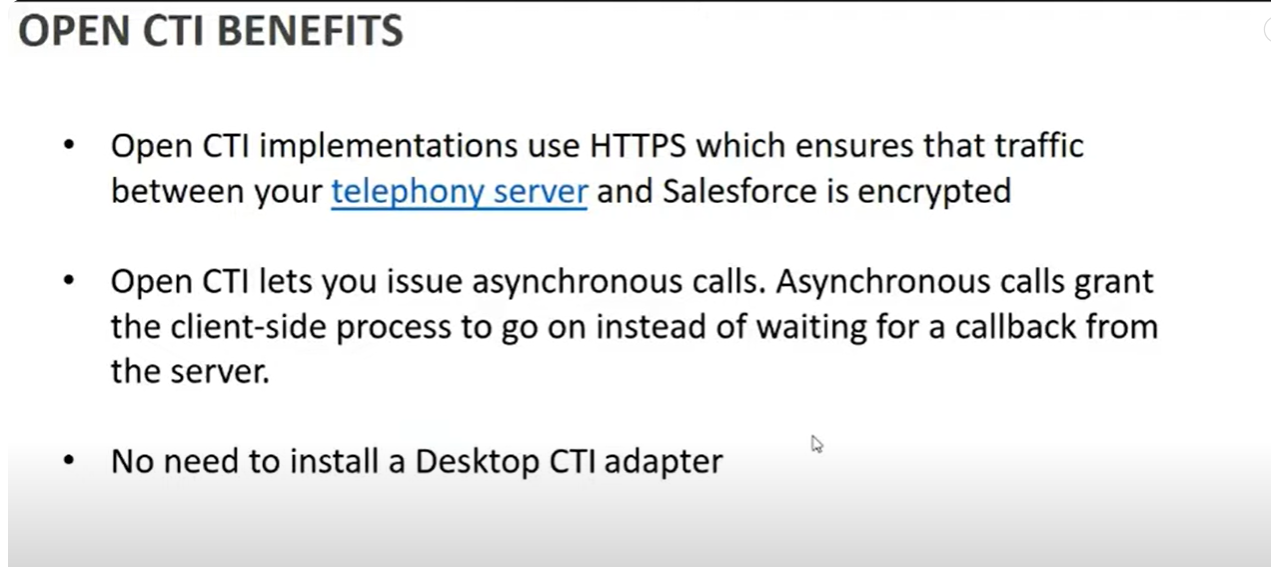 OPEN CTI BENEFITS
• Open CTI implementations use HTTPS which ensures that traffic
between your telephony server and Salesforce is encrypted
• Open CTI lets you issue asynchronous calls. Asynchronous calls grant
the client-side process to go on instead of waiting for a callback from
the server.
• No need to install a Desktop CTI adapter